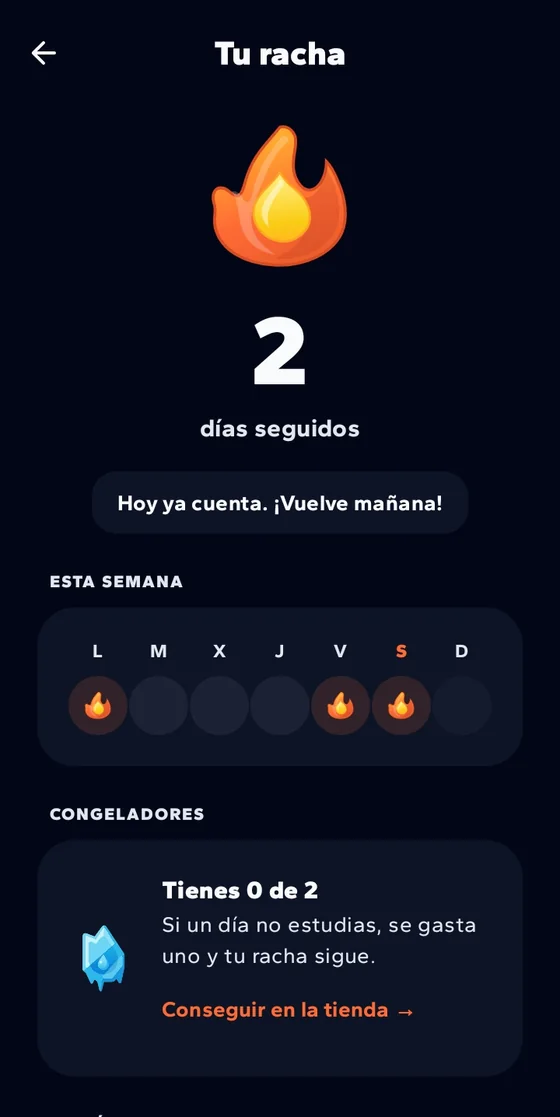 Tu racha
2
días seguidos
Hoy ya cuenta. ¡Vuelve mañana!
ESTA SEMANA
L M X J V S D
CONGELADORES
Tienes 0 de 2
Si un día no estudias, se gasta
uno y tu racha sigue.
Conseguir en la tienda →